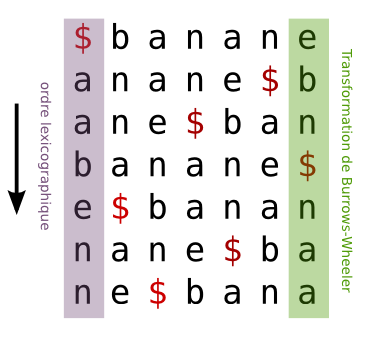 ordre lexicographique
$ b a n a n e
a n a n e $ b
a n e $ b a n
b a n a n e $
e $ b a n a n
n a n e $ b a
n e $ b a n a
Transformation de Burrows-Wheeler